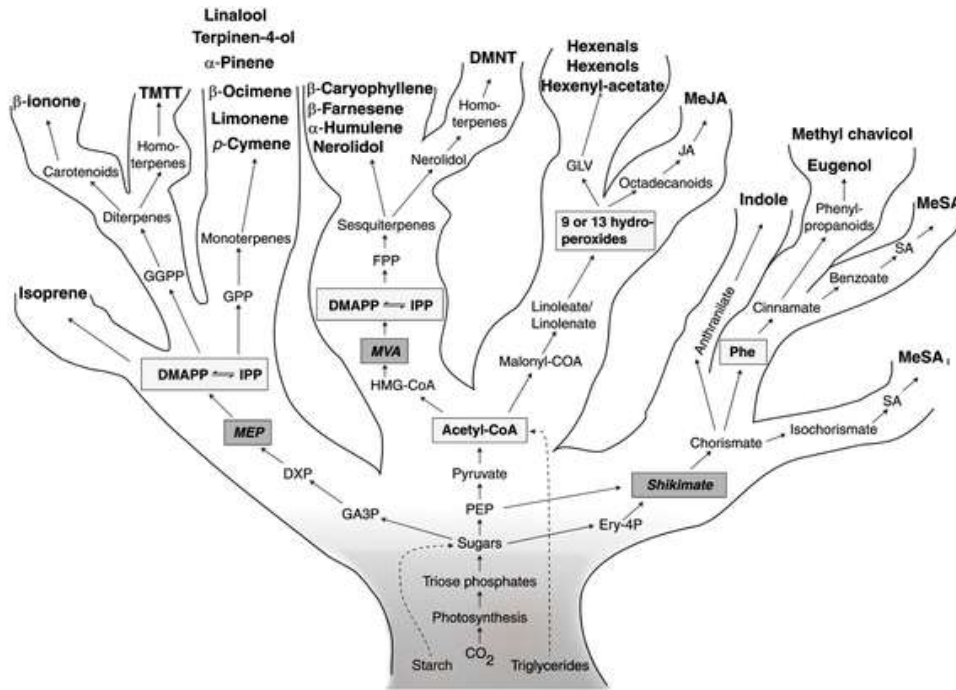 Linalool
Terpinen-4-ol
α-Pinene
β-Ocimene
Limonene
p-Cymene
β-ionone
TMTT
Homo-
terpenes
Carotenoids
Diterpenes
GGPP
Monoterpenes
GPP
Isoprene
DMAPP ⇌ IPP
MEP
DXP
GA3P
β-Caryophyllene
β-Farnesene
α-Humulene
Nerolidol
DMNT
Homo-
terpenes
Nerolidol
Sesquiterpenes
FPP
DMAPP ⇌ IPP
MVA
HMG-CoA
Hexenals
Hexenols
Hexenyl-acetate
MeJA
GLV
JA
Octadecanoids
9 or 13 hydro-
peroxides
Linoleate/
Linolenate
Malonyl-COA
Acetyl-CoA
Pyruvate
PEP
Sugars
Triose phosphates
Photosynthesis
CO2
Starch
Triglycerides
Methyl chavicol
Eugenol
Indole
MeSA
Phenyl-
propanoids
SA
Benzoate
Cinnamate
Anthranilate
Phe
MeSA
SA
Isochorismate
Chorismate
Shikimate
Ery-4P